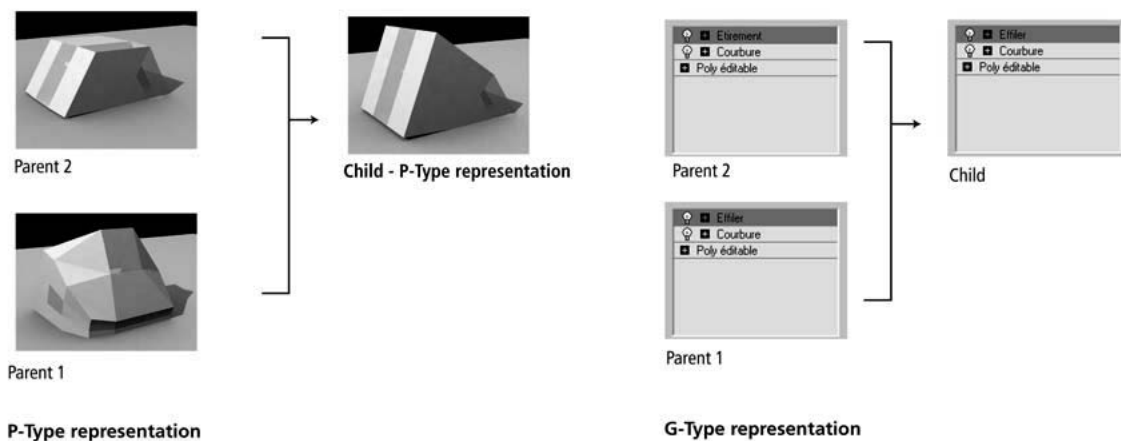 Parent 2
Child - P-Type representation
Parent 1
P-Type representation
Etirement
Courbure
Poly éditable
Parent 2
Effiler
Courbure
Poly éditable
Child
Effiler
Courbure
Poly éditable
Parent 1
G-Type representation